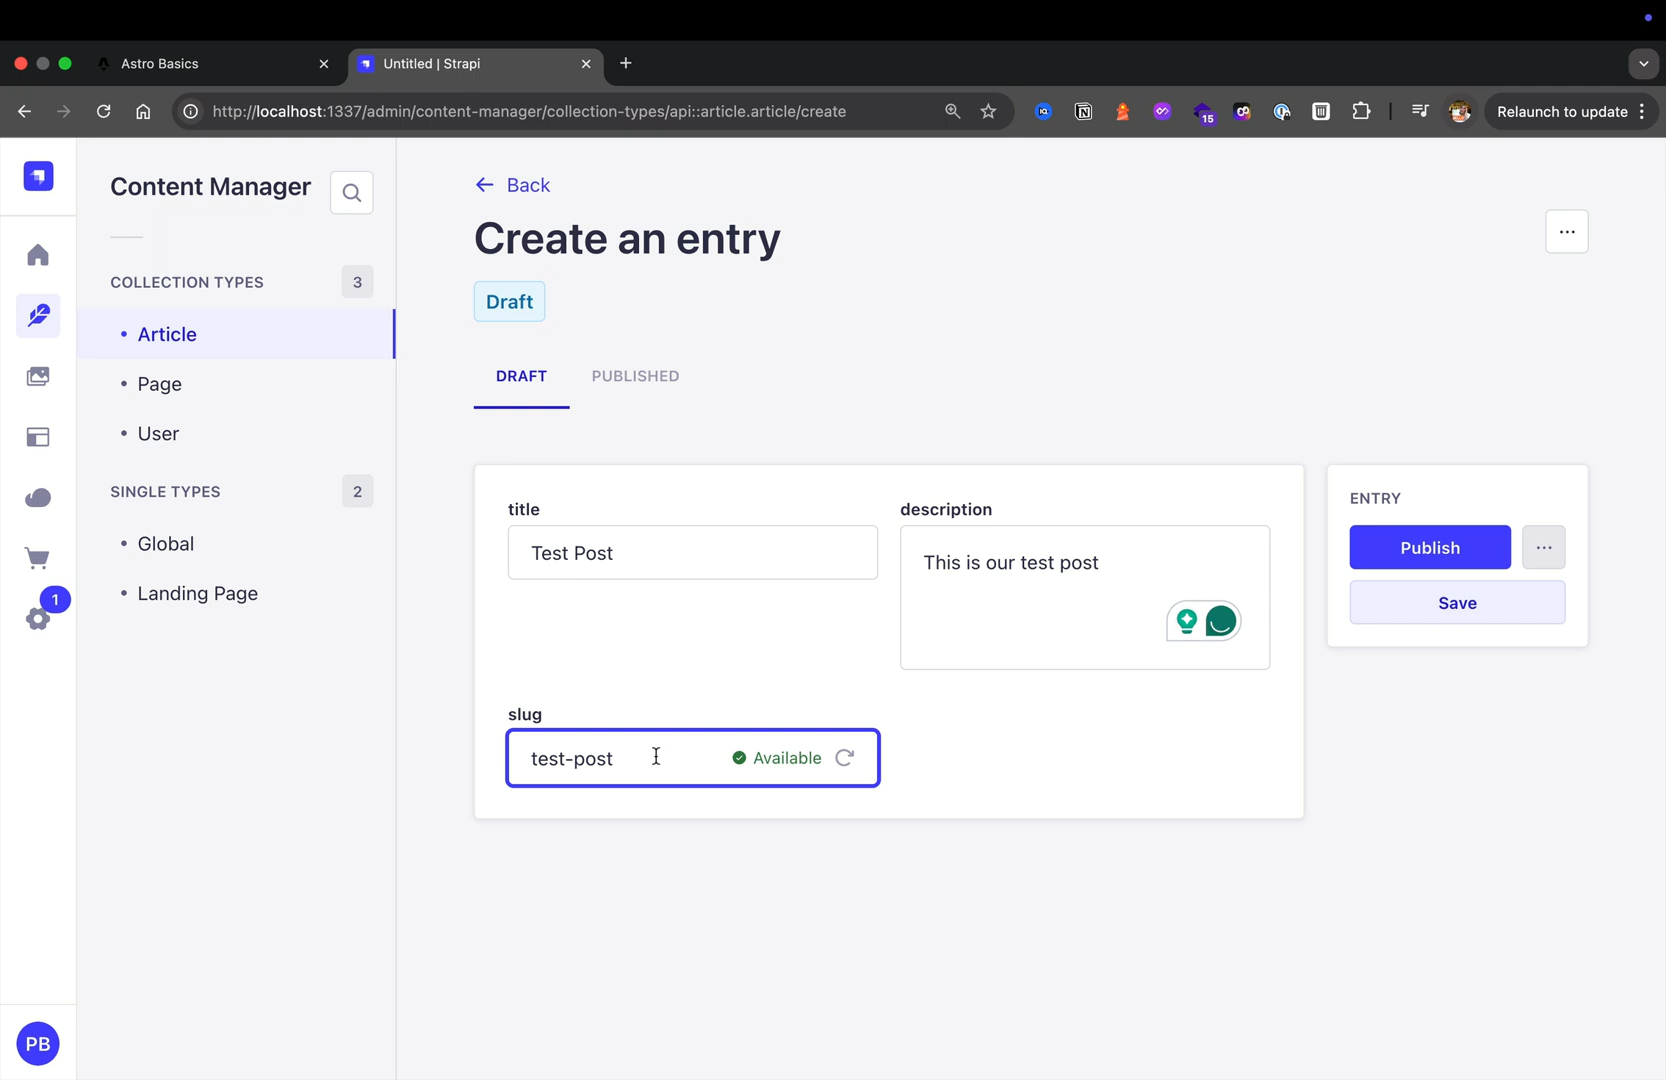 Astro Basics
Untitled | Strapi
http://localhost:1337/admin/content-manager/collection-types/api::article.article/create
15
Relaunch to update
Content Manager
COLLECTION TYPES 3
Article
Page
User
SINGLE TYPES 2
Global
Landing Page
1
PB
Back
Create an entry
Draft
DRAFT PUBLISHED
title
Test Post
description
This is our test post
slug
test-post
Available
ENTRY
Publish
Save